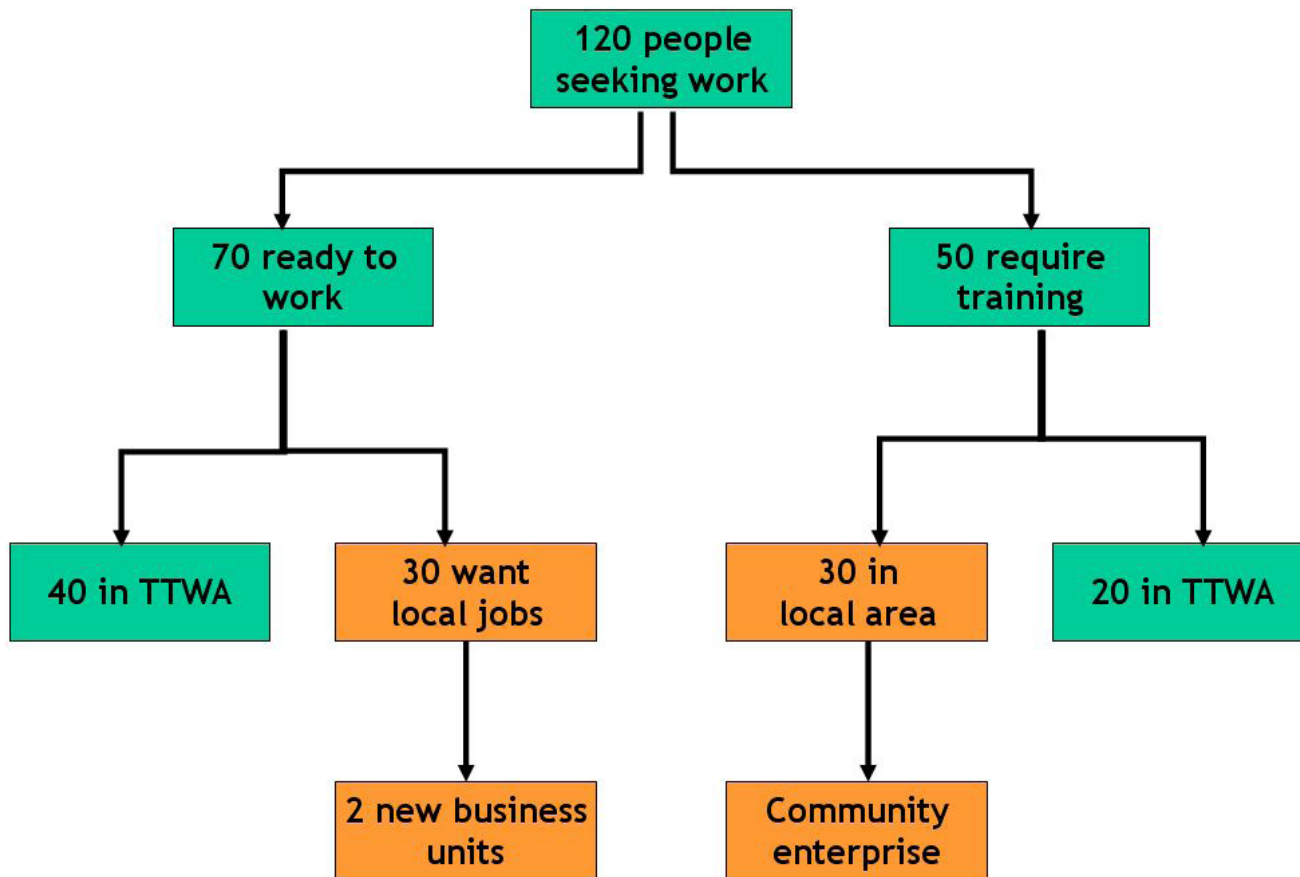 120 people
seeking work
70 ready to
work
50 require
training
40 in TTWA
30 want
local jobs
30 in
local area
20 in TTWA
2 new business
units
Community
enterprise